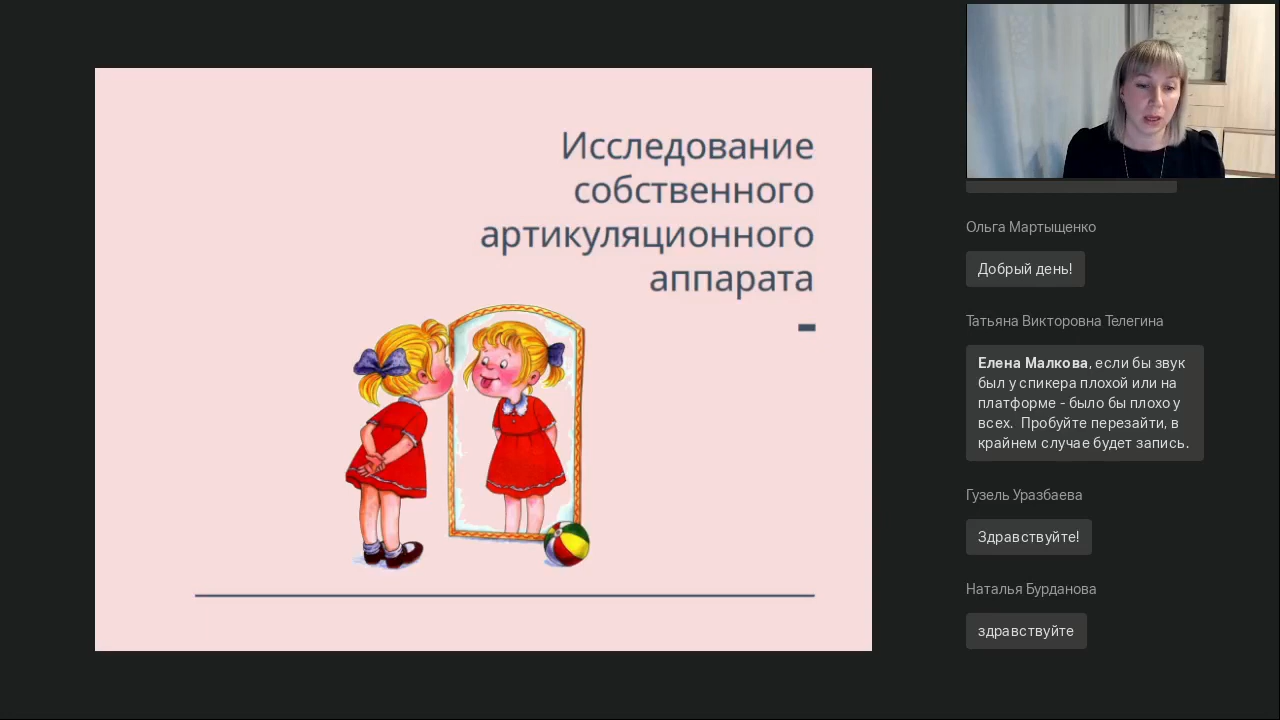 Исследование
собственного
артикуляционного
аппарата
Ольга Мартыщенко
Добрый день!
Татьяна Викторовна Телегина
Елена Малкова, если бы звук
был у спикера плохой или на
платформе - было бы плохо у
всех. Пробуйте перезайти, в
крайнем случае будет запись.
Гузель Уразбаева
Здравствуйте!
Наталья Бурданова
здравствуйте